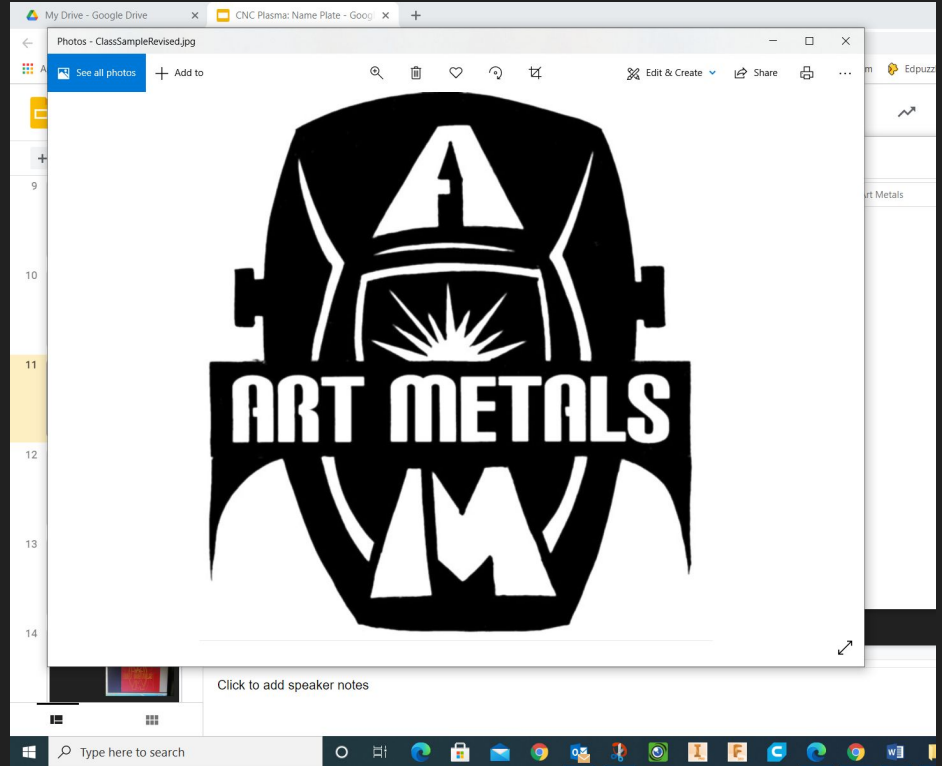 My Drive - Google Drive
CNC Plasma: Name Plate - Goog
Photos - ClassSampleRevised.jpg
A
See all photos
Add to
Edit & Create
Share
m
Edpuzz
9
rt Metals
10
11
12
13
14
A
ART METALS
M
Click to add speaker notes
Type here to search